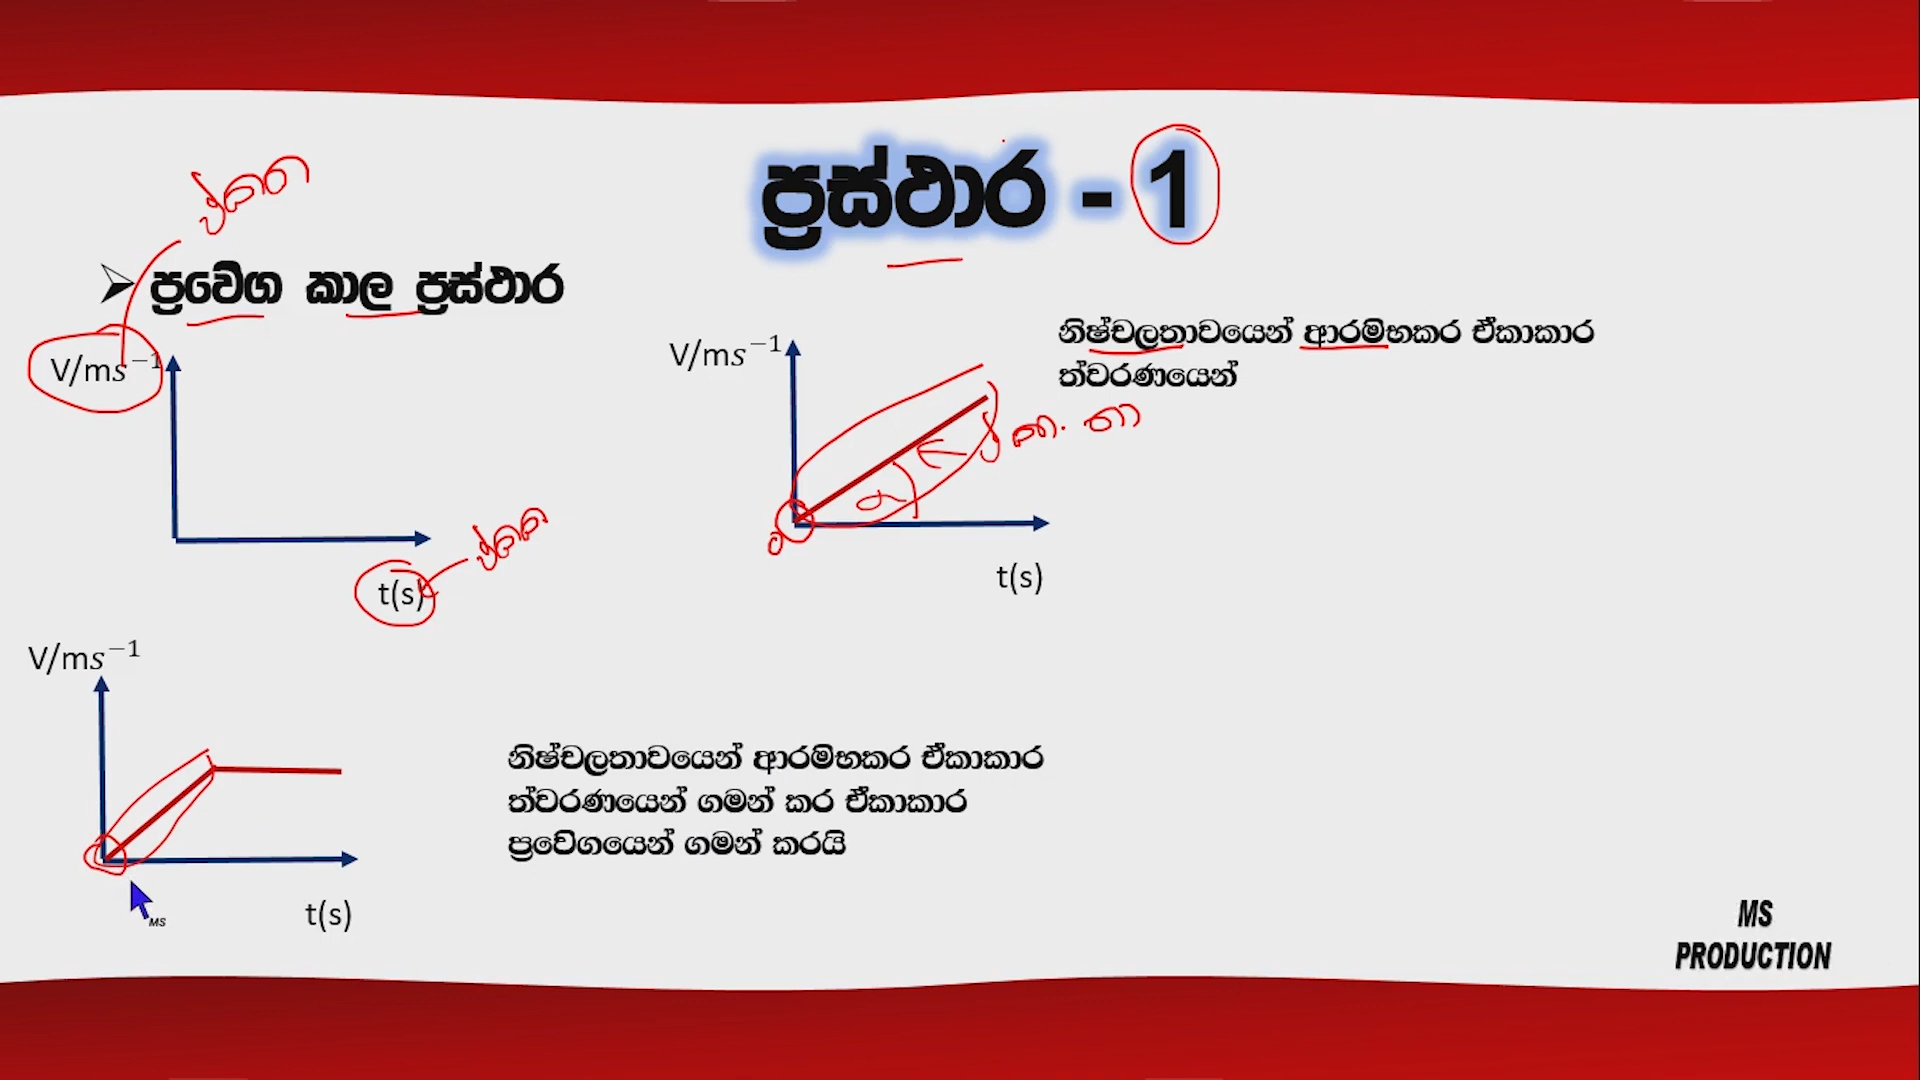 ප්‍රස්ථාර - 1
ප්‍රවේග කාල ප්‍රස්ථාර
V/ms⁻¹
t(s)
V/ms⁻¹
t(s)
නිෂ්චලතාවයෙන් ආරම්භකර ඒකාකාර
ත්වරණයෙන්
V/ms⁻¹
t(s)
නිෂ්චලතාවයෙන් ආරම්භකර ඒකාකාර
ත්වරණයෙන් ගමන් කර ඒකාකාර
ප්‍රවේගයෙන් ගමන් කරයි
MS
MS
PRODUCTION